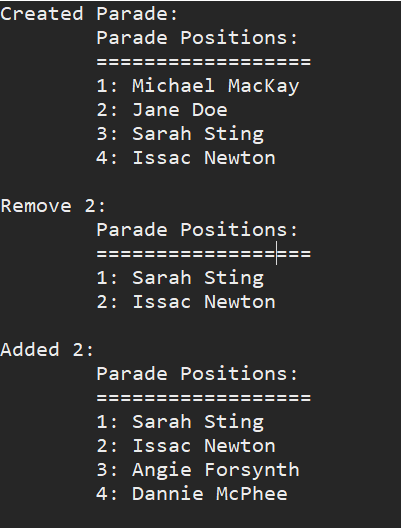 Created Parade:
Parade Positions:
==================
1: Michael MacKay
2: Jane Doe
3: Sarah Sting
4: Issac Newton
Remove 2:
Parade Positions:
==================
1: Sarah Sting
2: Issac Newton
Added 2:
Parade Positions:
==================
1: Sarah Sting
2: Issac Newton
3: Angie Forsynth
4: Dannie McPhee